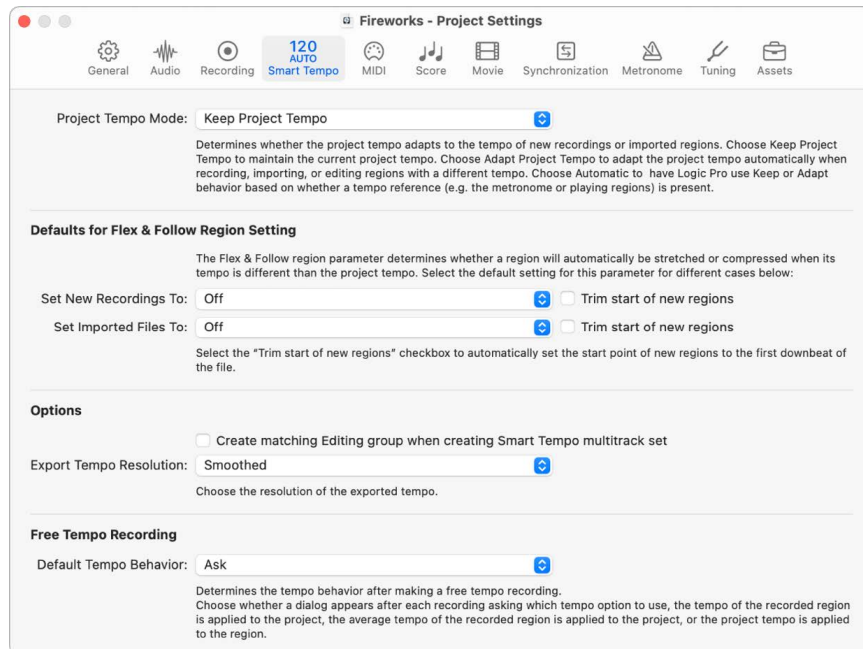 Fireworks - Project Settings
General
Audio
Recording
120
AUTO
Smart Tempo
MIDI
Score
Movie
Synchronization
Metronome
Tuning
Assets
Project Tempo Mode: Keep Project Tempo
Determines whether the project tempo adapts to the tempo of new recordings or imported regions. Choose Keep Project
Tempo to maintain the current project tempo. Choose Adapt Project Tempo to adapt the project tempo automatically when
recording, importing, or editing regions with a different tempo. Choose Automatic to have Logic Pro use Keep or Adapt
behavior based on whether a tempo reference (e.g. the metronome or playing regions) is present.
Defaults for Flex & Follow Region Setting
The Flex & Follow region parameter determines whether a region will automatically be stretched or compressed when its
tempo is different than the project tempo. Select the default setting for this parameter for different cases below:
Set New Recordings To: Off Trim start of new regions
Set Imported Files To: Off Trim start of new regions
Select the “Trim start of new regions” checkbox to automatically set the start point of new regions to the first downbeat of
the file.
Options
Create matching Editing group when creating Smart Tempo multitrack set
Export Tempo Resolution: Smoothed
Choose the resolution of the exported tempo.
Free Tempo Recording
Default Tempo Behavior: Ask
Determines the tempo behavior after making a free tempo recording.
Choose whether a dialog appears after each recording asking which tempo option to use, the tempo of the recorded region
is applied to the project, the average tempo of the recorded region is applied to the project, or the project tempo is applied
to the region.